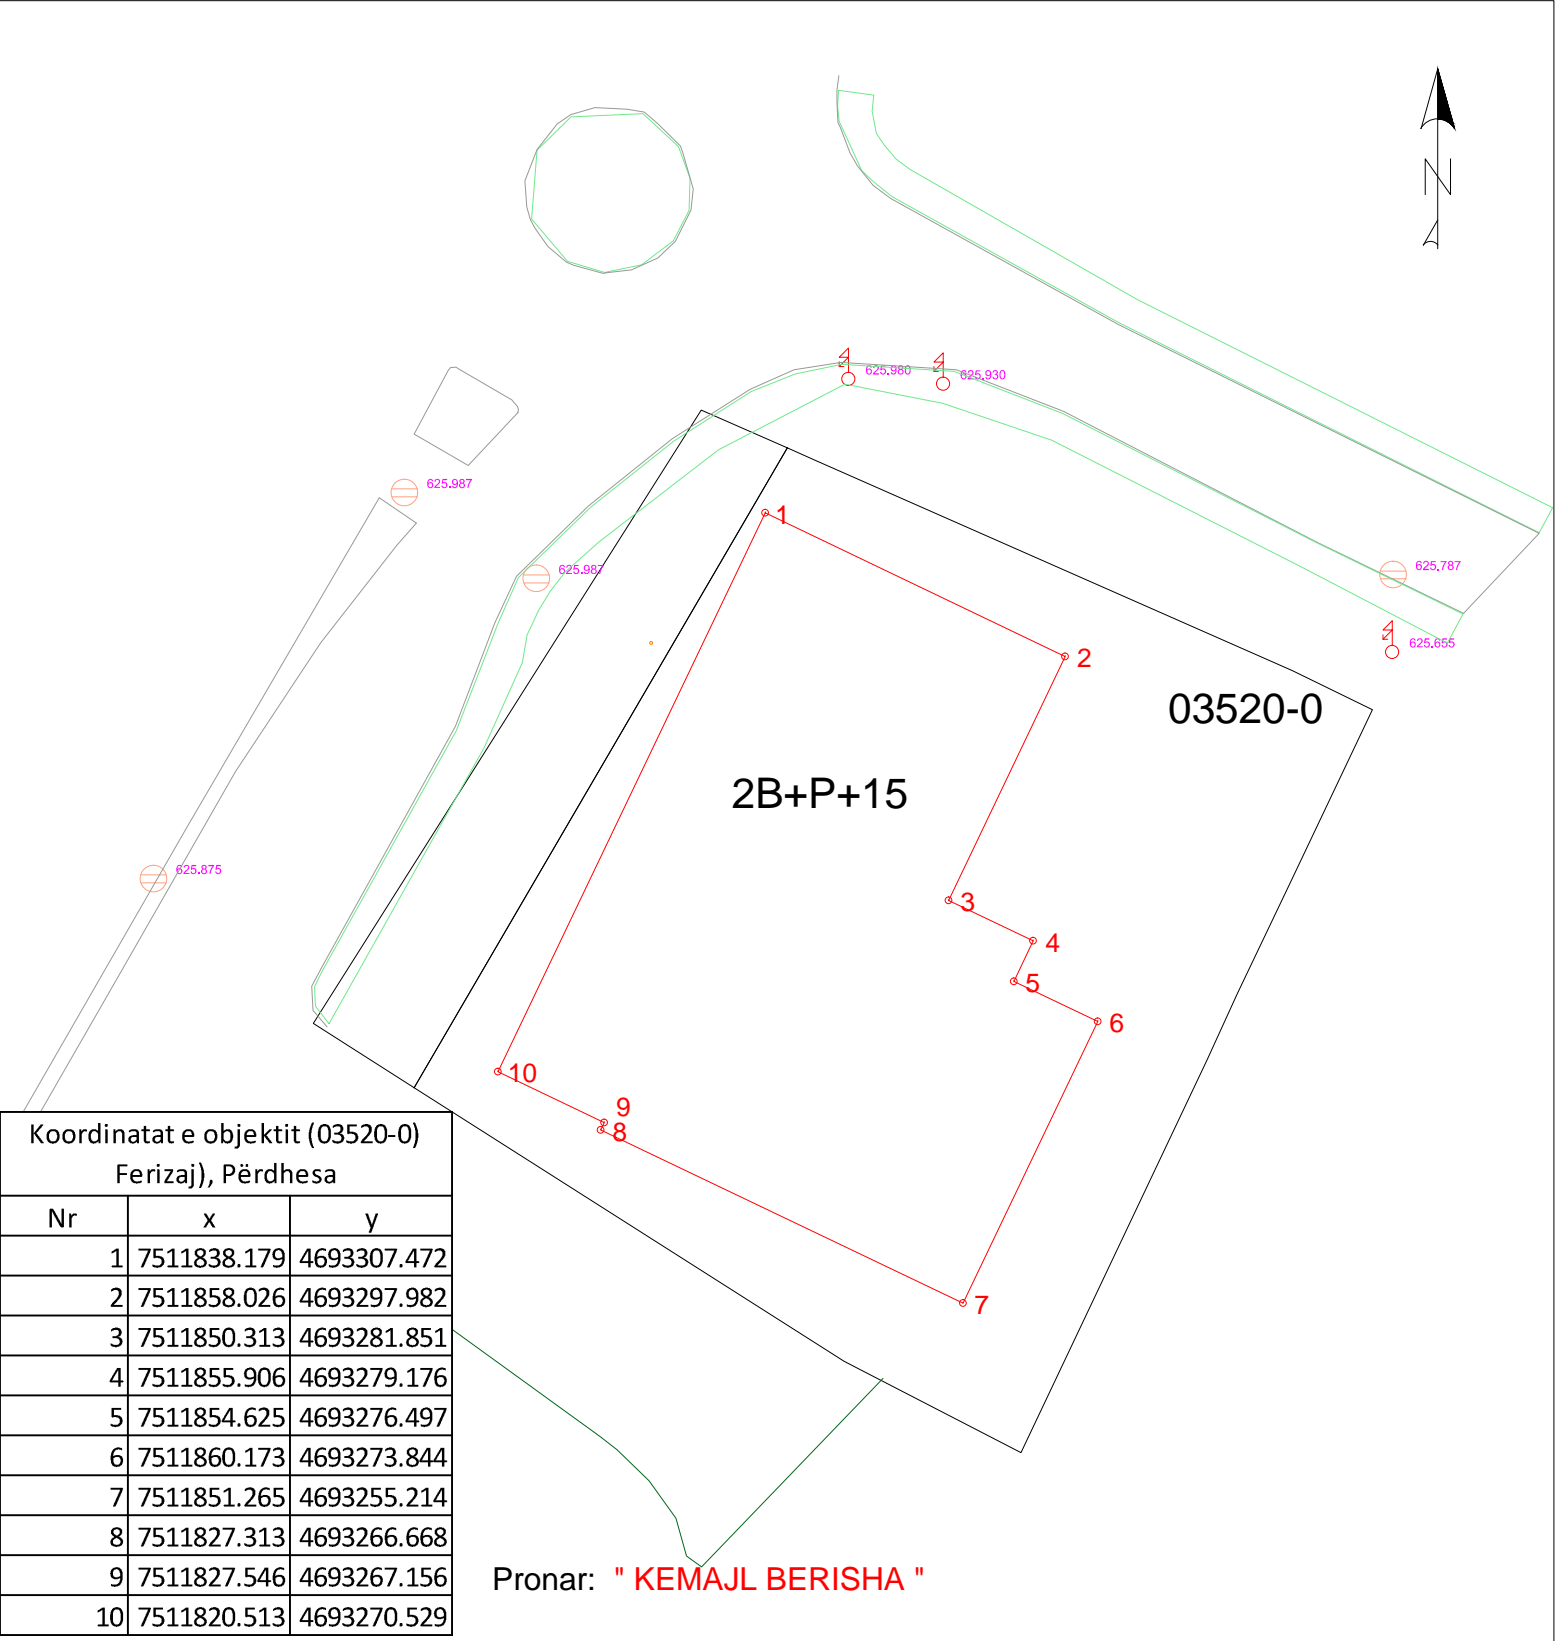 N
625.980
625.930
625.987
625.987
625.787
625.655
625.875
1
2
03520-0
2B+P+15
3
4
5
6
10
9
8
7
Koordinatat e objektit (03520-0)
Ferizaj), Përdhesa
Nr x y
1 7511838.179 4693307.472
2 7511858.026 4693297.982
3 7511850.313 4693281.851
4 7511855.906 4693279.176
5 7511854.625 4693276.497
6 7511860.173 4693273.844
7 7511851.265 4693255.214
8 7511827.313 4693266.668
9 7511827.546 4693267.156
10 7511820.513 4693270.529
Pronar: " KEMAJL BERISHA "